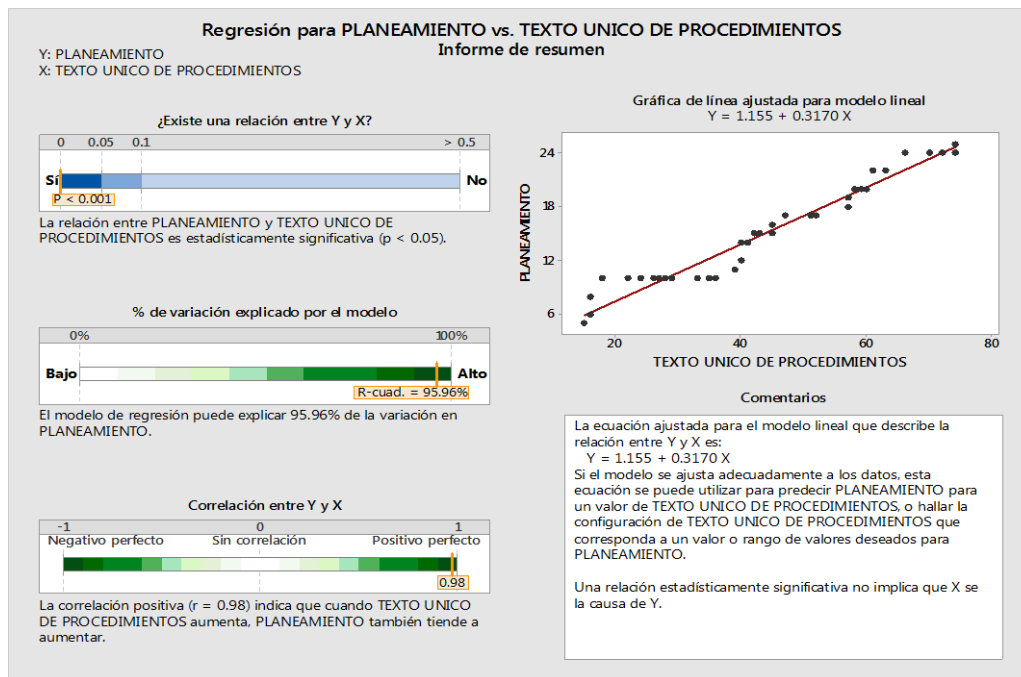 Regresión para PLANEAMIENTO vs. TEXTO UNICO DE PROCEDIMIENTOS
Informe de resumen
Y: PLANEAMIENTO
X: TEXTO UNICO DE PROCEDIMIENTOS
¿Existe una relación entre Y y X?
0 0.05 0.1 > 0.5
Sí No
P < 0.001
La relación entre PLANEAMIENTO y TEXTO UNICO DE
PROCEDIMIENTOS es estadísticamente significativa (p < 0.05).
% de variación explicado por el modelo
0% 100%
Bajo Alto
R-cuad. = 95.96%
El modelo de regresión puede explicar 95.96% de la variación en
PLANEAMIENTO.
Correlación entre Y y X
-1 0 1
Negativo perfecto Sin correlación Positivo perfecto
0.98
La correlación positiva (r = 0.98) indica que cuando TEXTO UNICO
DE PROCEDIMIENTOS aumenta, PLANEAMIENTO también tiende a
aumentar.
Gráfica de línea ajustada para modelo lineal
Y = 1.155 + 0.3170 X
24
18
12
6
PLANEAMIENTO
20 40 60 80
TEXTO UNICO DE PROCEDIMIENTOS
Comentarios
La ecuación ajustada para el modelo lineal que describe la
relación entre Y y X es:
Y = 1.155 + 0.3170 X
Si el modelo se ajusta adecuadamente a los datos, esta
ecuación se puede utilizar para predecir PLANEAMIENTO para
un valor de TEXTO UNICO DE PROCEDIMIENTOS, o hallar la
configuración de TEXTO UNICO DE PROCEDIMIENTOS que
corresponda a un valor o rango de valores deseados para
PLANEAMIENTO.
Una relación estadísticamente significativa no implica que X se
la causa de Y.